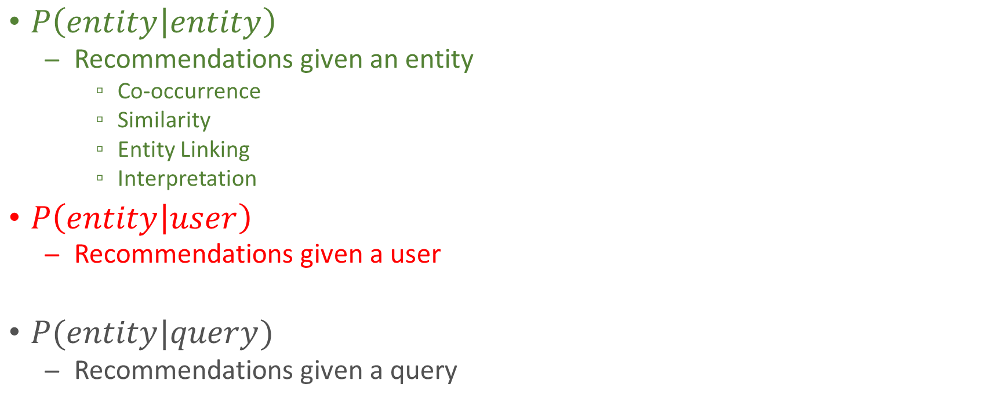 • P(entity|entity)
– Recommendations given an entity
▫ Co-occurrence
▫ Similarity
▫ Entity Linking
▫ Interpretation
• P(entity|user)
– Recommendations given a user
• P(entity|query)
– Recommendations given a query